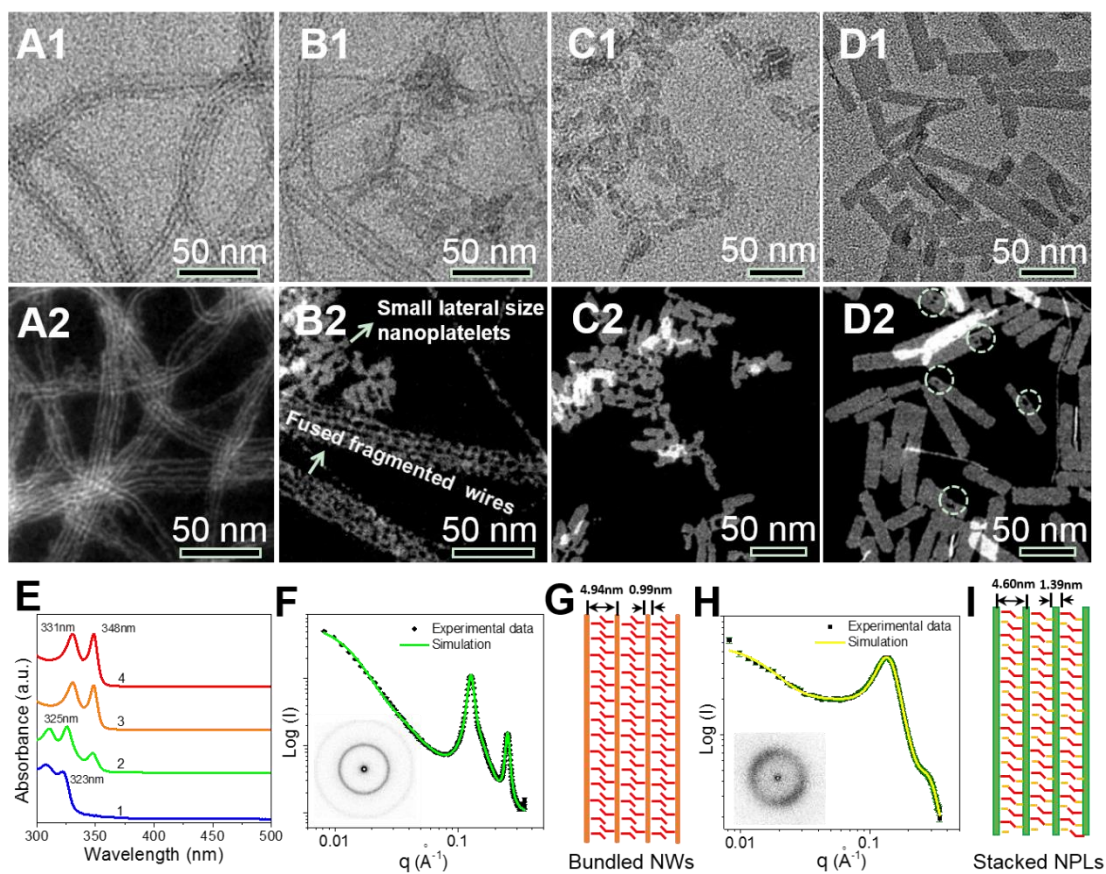 A1
50 nm
B1
50 nm
C1
50 nm
D1
50 nm
A2
50 nm
B2
Small lateral size
nanoplatelets
Fused fragmented wires
50 nm
C2
50 nm
D2
50 nm
E
331nm
348nm
4
3
325nm
2
323nm
1
Absorbance (a.u.)
300 350 400 450 500
Wavelength (nm)
F
Experimental data
Simulation
Log (I)
0.01 0.1
q (Å⁻¹)
G
4.94nm 0.99nm
Bundled NWs
H
Experimental data
Simulation
Log (I)
0.01 0.1
q (Å⁻¹)
I
4.60nm 1.39nm
Stacked NPLs